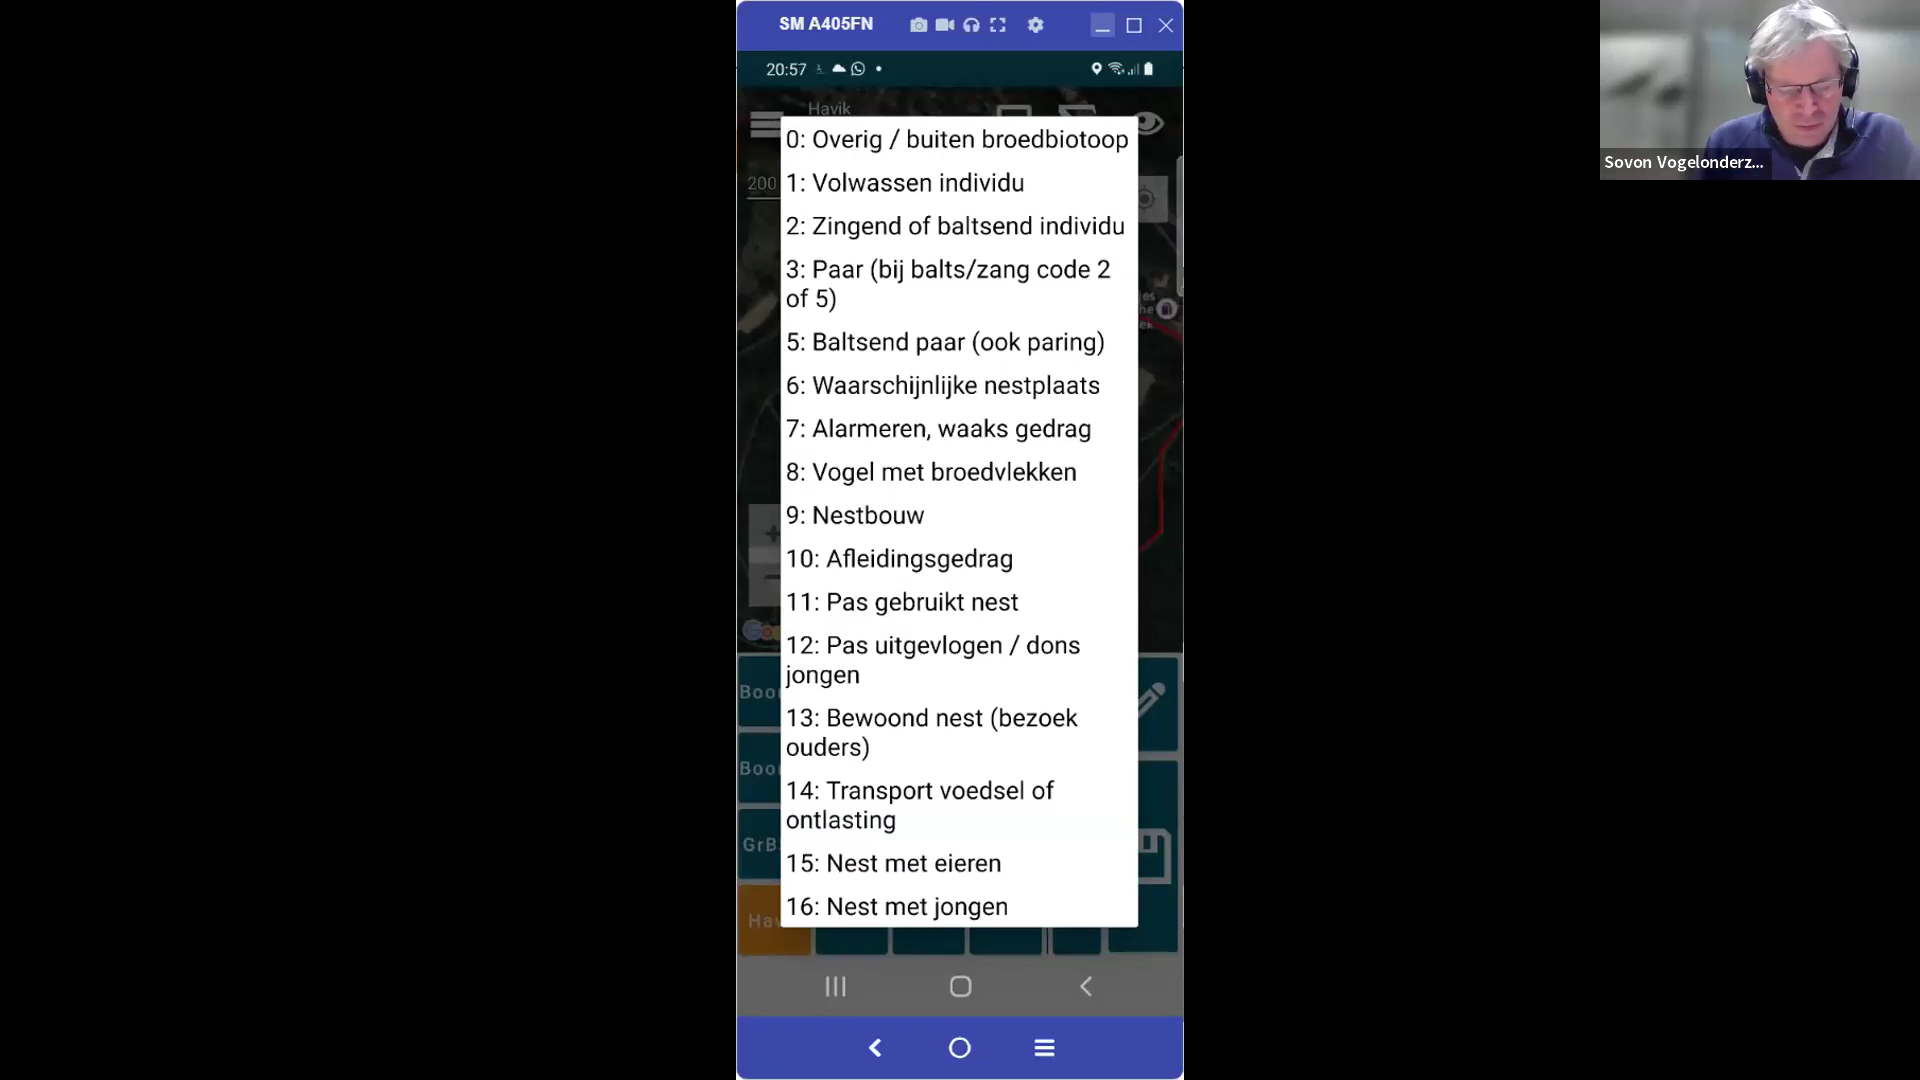 SM A405FN
20:57
Havik
200
0: Overig / buiten broedbiotoop
1: Volwassen individu
2: Zingend of baltsend individu
3: Paar (bij balts/zang code 2
of 5)
5: Baltsend paar (ook paring)
6: Waarschijnlijke nestplaats
7: Alarmeren, waaks gedrag
8: Vogel met broedvlekken
9: Nestbouw
10: Afleidingsgedrag
11: Pas gebruikt nest
12: Pas uitgevlogen / dons
jongen
13: Bewoond nest (bezoek
ouders)
14: Transport voedsel of
ontlasting
15: Nest met eieren
16: Nest met jongen
Boo
Boo
GrB
Hav
Sovon Vogelonderz...